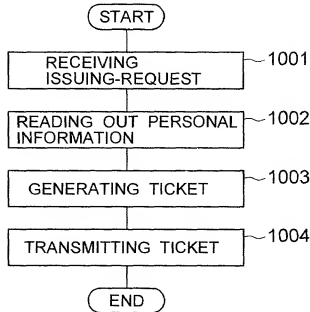 START
RECEIVING
ISSUING-REQUEST
1001
READING OUT PERSONAL
INFORMATION
1002
GENERATING TICKET
1003
TRANSMITTING TICKET
1004
END